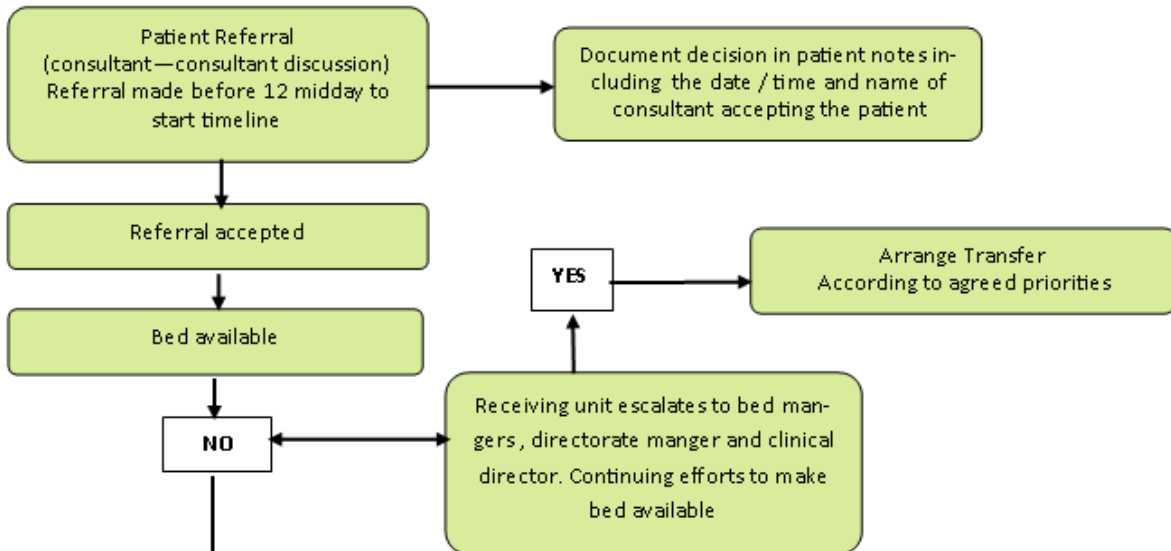 Patient Referral
(consultant—consultant discussion)
Referral made before 12 midday to
start timeline
Document decision in patient notes in-
cluding the date / time and name of
consultant accepting the patient
Referral accepted
YES
Arrange Transfer
According to agreed priorities
Bed available
NO
Receiving unit escalates to bed man-
gers , directorate manger and clinical
director. Continuing efforts to make
bed available